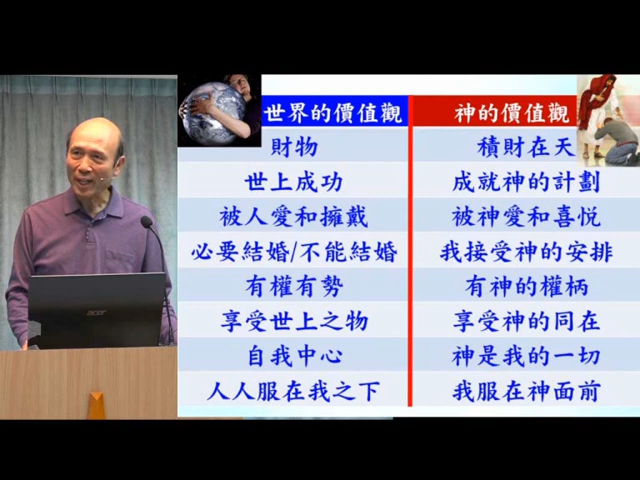 世界的價值觀 神的價值觀
財物 積財在天
世上成功 成就神的計劃
被人愛和擁戴 被神愛和喜悅
必要結婚/不能結婚 我接受神的安排
有權有勢 有神的權柄
享受世上之物 享受神的同在
自我中心 神是我的一切
人人服在我之下 我服在神面前
acer